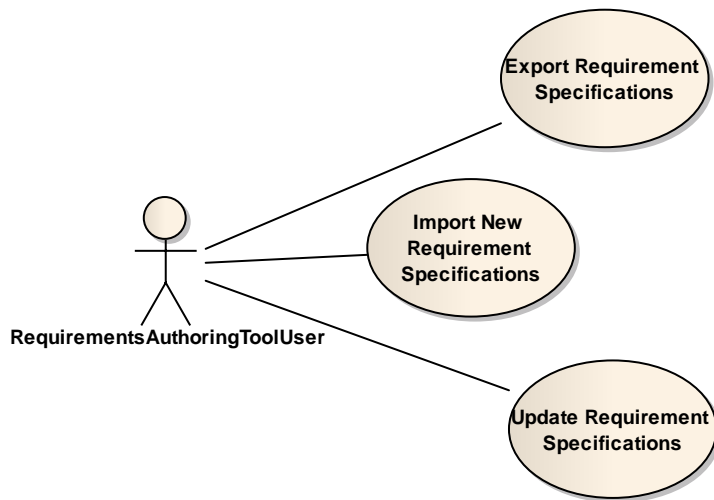 Export Requirement
Specifications
Import New
Requirement
Specifications
RequirementsAuthoringToolUser
Update Requirement
Specifications